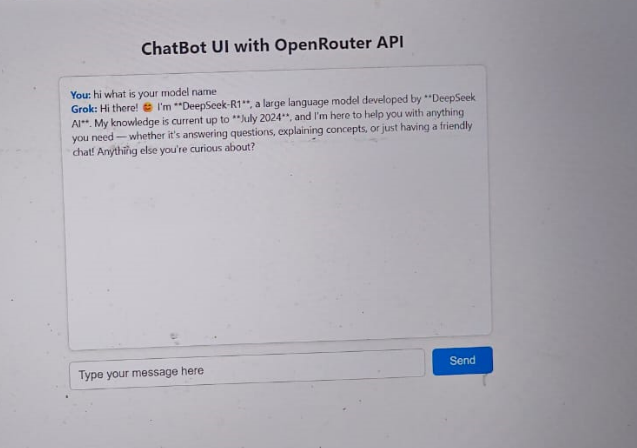 ChatBot UI with OpenRouter API
You: hi what is your model name
Grok: Hi there! 😊 I'm **DeepSeek-R1**, a large language model developed by **DeepSeek
AI**. My knowledge is current up to **July 2024**, and I'm here to help you with anything
you need — whether it's answering questions, explaining concepts, or just having a friendly
chat! Anything else you're curious about?
Type your message here
Send